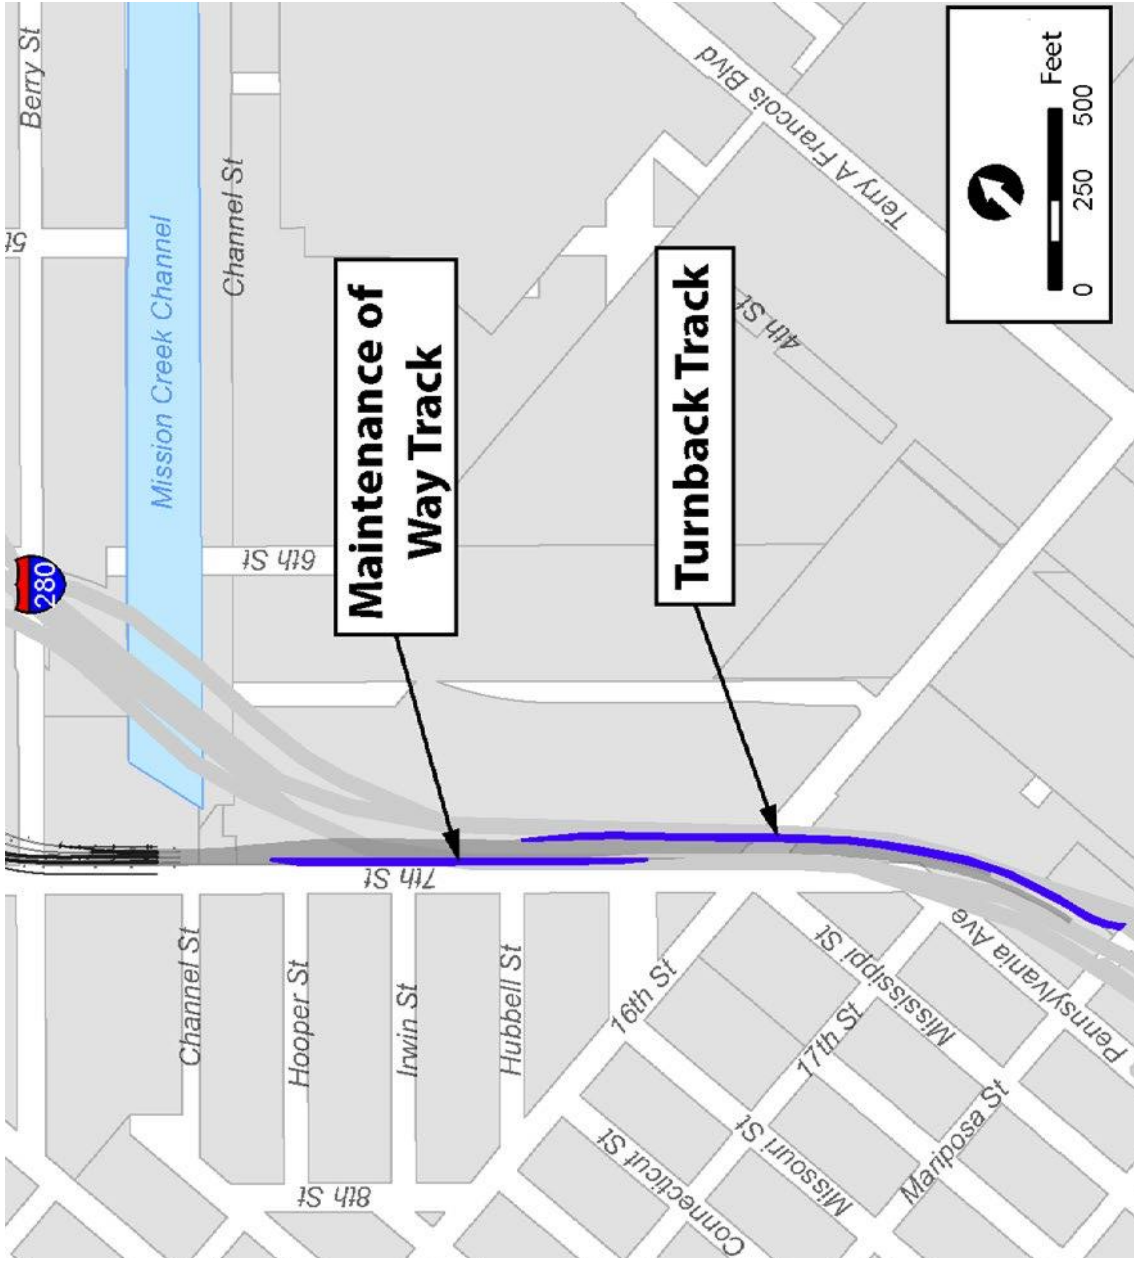 Berry St
5t
Mission Creek Channel
Channel St
Terry A Francois Blvd
Feet
0 250 500
280
6th St
4th St
Maintenance of
Way Track
Turnback Track
7th St
Channel St
Hooper St
Irwin St
Hubbell St
16th St
Mississippi St
Pennsylvania Ave
17th St
8th St
Connecticut St
Missouri St
Mariposa St